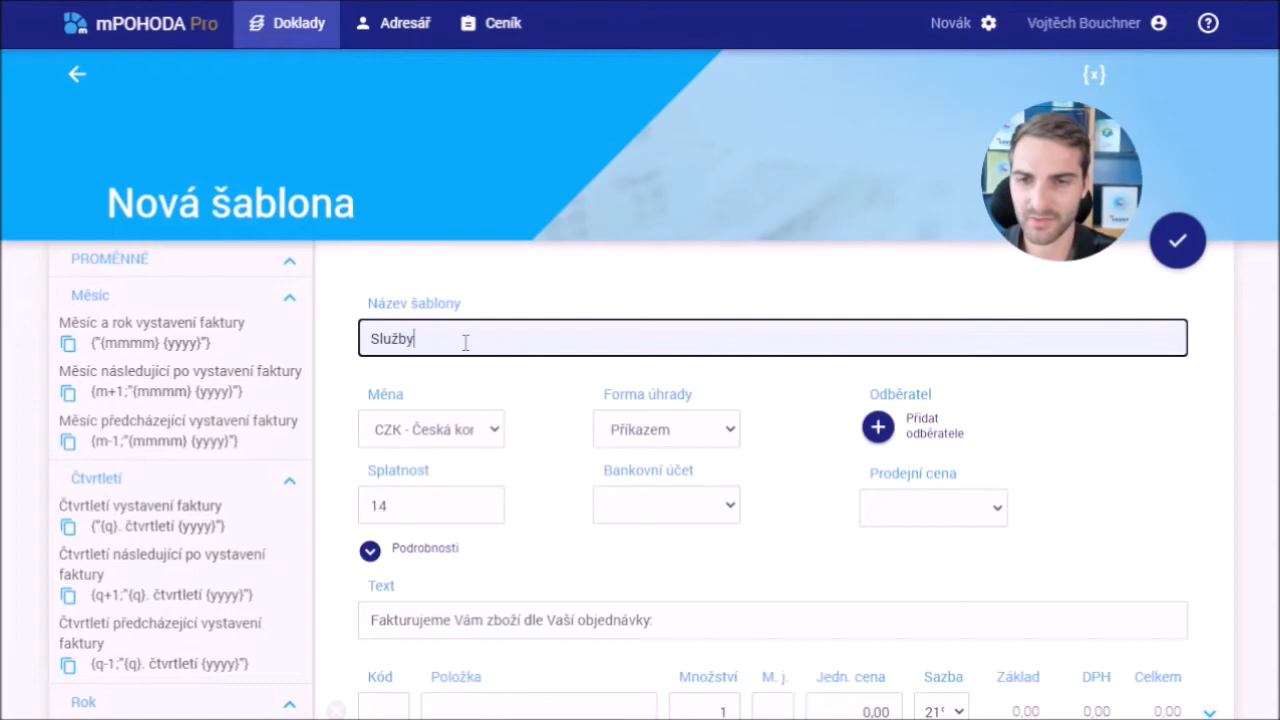 mPOHODA Pro
Doklady
Adresář
Ceník
Novák
Vojtěch Bouchner
{x}
Nová šablona
PROMĚNNÉ
Měsíc
Měsíc a rok vystavení faktury
{"{mmmm} {yyyy}"}
Měsíc následující po vystavení faktury
{m+1;"{mmmm} {yyyy}"}
Měsíc předcházející vystavení faktury
{m-1;"{mmmm} {yyyy}"}
Čtvrtletí
Čtvrtletí vystavení faktury
{"{q}. čtvrtletí {yyyy}"}
Čtvrtletí následující po vystavení
faktury
{q+1;"{q}. čtvrtletí {yyyy}"}
Čtvrtletí předcházející vystavení
faktury
{q-1;"{q}. čtvrtletí {yyyy}"}
Rok
Název šablony
Služby
Měna
Forma úhrady
Odběratel
CZK - Česká kor
Příkazem
Přidat
odběratele
Splatnost
Bankovní účet
Prodejní cena
14
Podrobnosti
Text
Fakturujeme Vám zboží dle Vaší objednávky:
Kód
Položka
Množství
M. j.
Jedn. cena
Sazba
Základ
DPH
Celkem
1
0,00
21
0,00
0,00
0,00